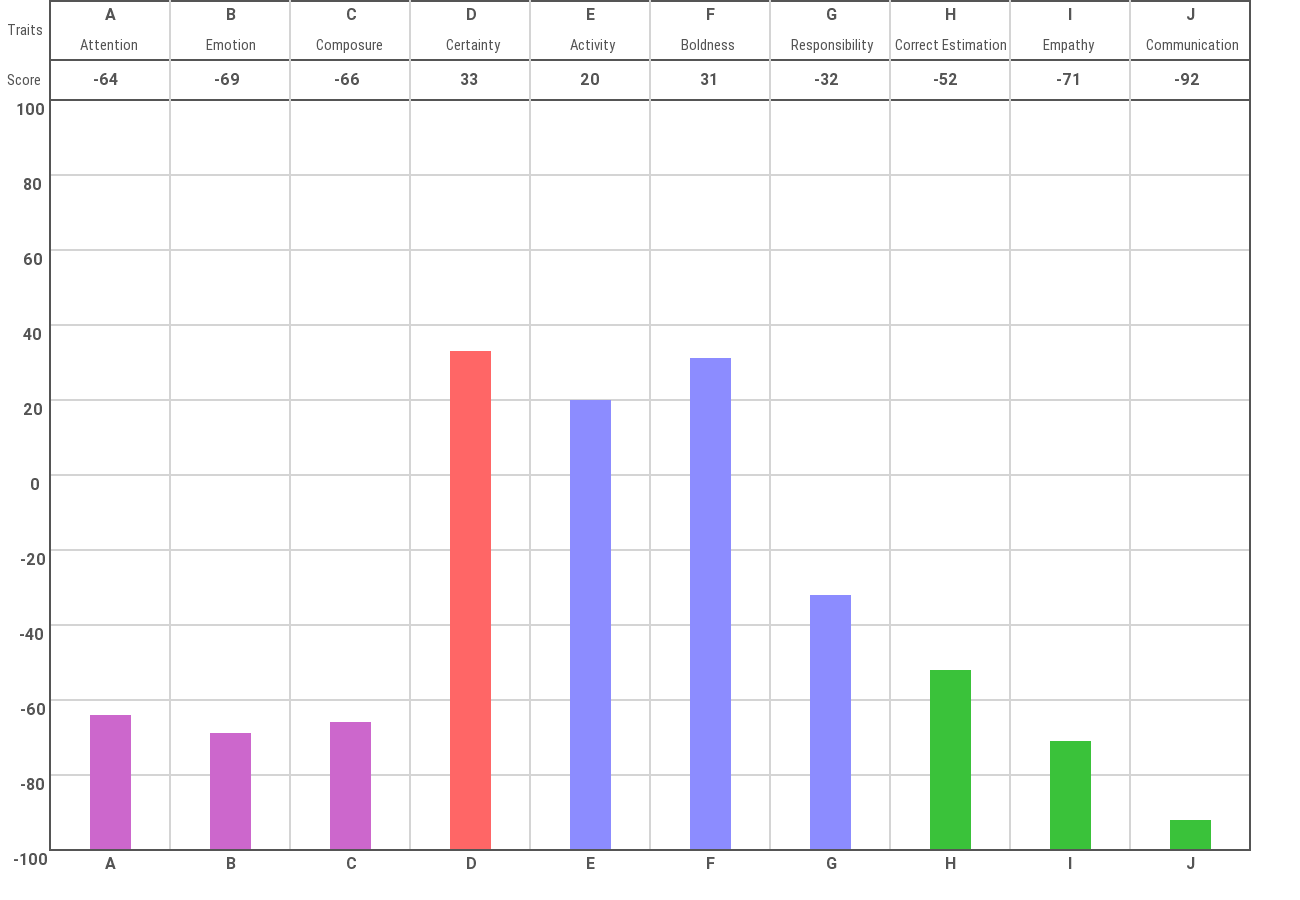 A B C D E F G H I J
Traits
Attention Emotion Composure Certainty Activity Boldness Responsibility Correct Estimation Empathy Communication
Score -64 -69 -66 33 20 31 -32 -52 -71 -92
100
80
60
40
20
0
-20
-40
-60
-80
-100
A B C D E F G H I J